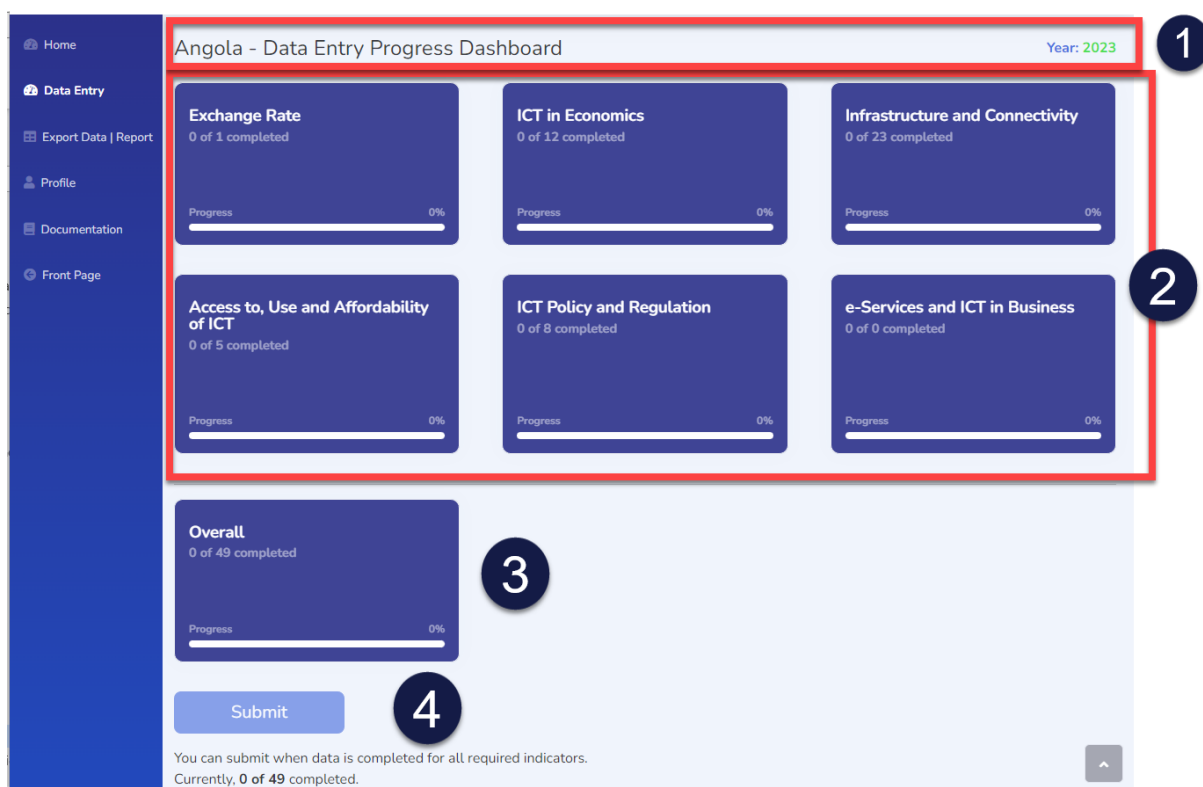 Home
Data Entry
Export Data | Report
Profile
Documentation
Front Page
Angola - Data Entry Progress Dashboard
Year: 2023
1
Exchange Rate
0 of 1 completed
Progress 0%
ICT in Economics
0 of 12 completed
Progress 0%
Infrastructure and Connectivity
0 of 23 completed
Progress 0%
2
Access to, Use and Affordability
of ICT
0 of 5 completed
Progress 0%
ICT Policy and Regulation
0 of 8 completed
Progress 0%
e-Services and ICT in Business
0 of 0 completed
Progress 0%
Overall
0 of 49 completed
Progress 0%
3
Submit
4
You can submit when data is completed for all required indicators.
Currently, 0 of 49 completed.